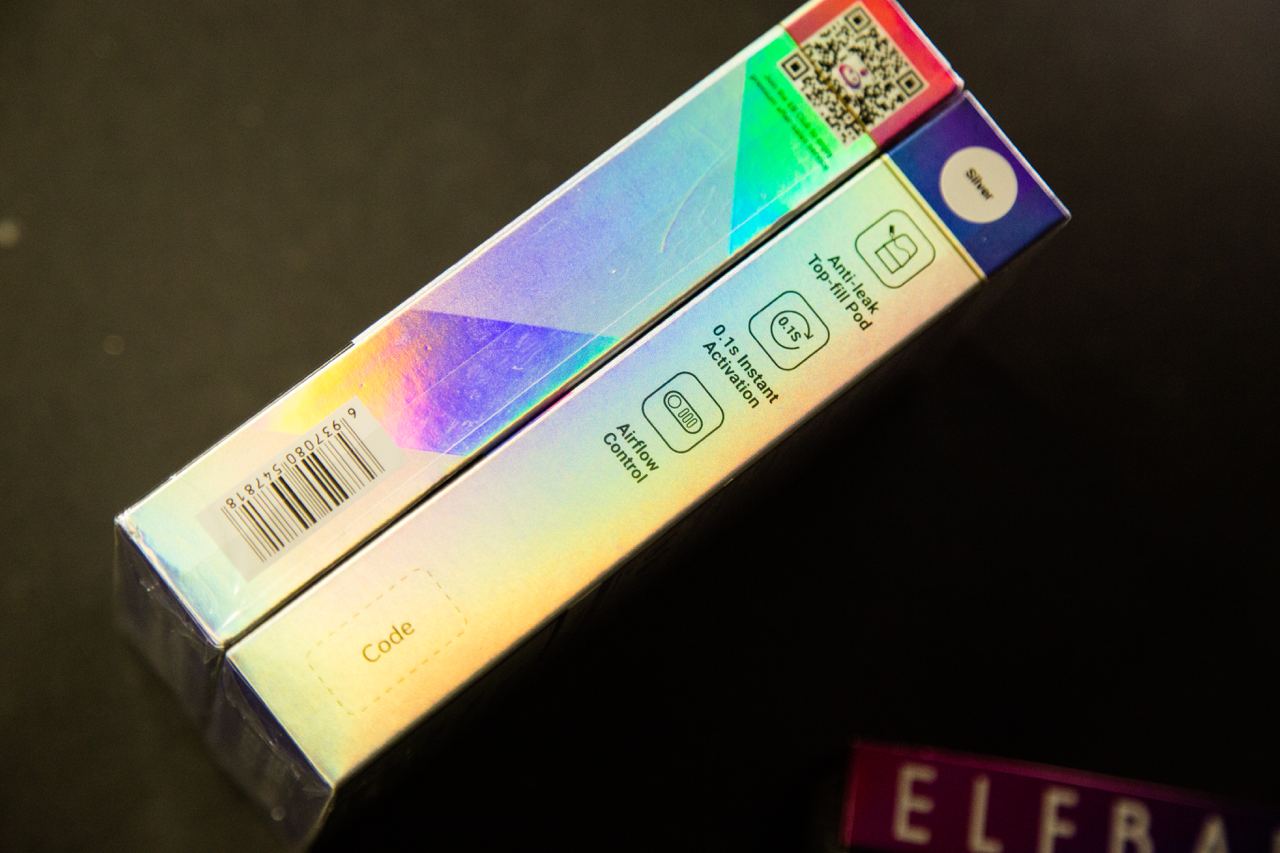 Silver
Anti-leak
Top-fill Pod
0.1S
0.1s Instant
Activation
Airflow
Control
Code
6 937080 547818
ELFBA